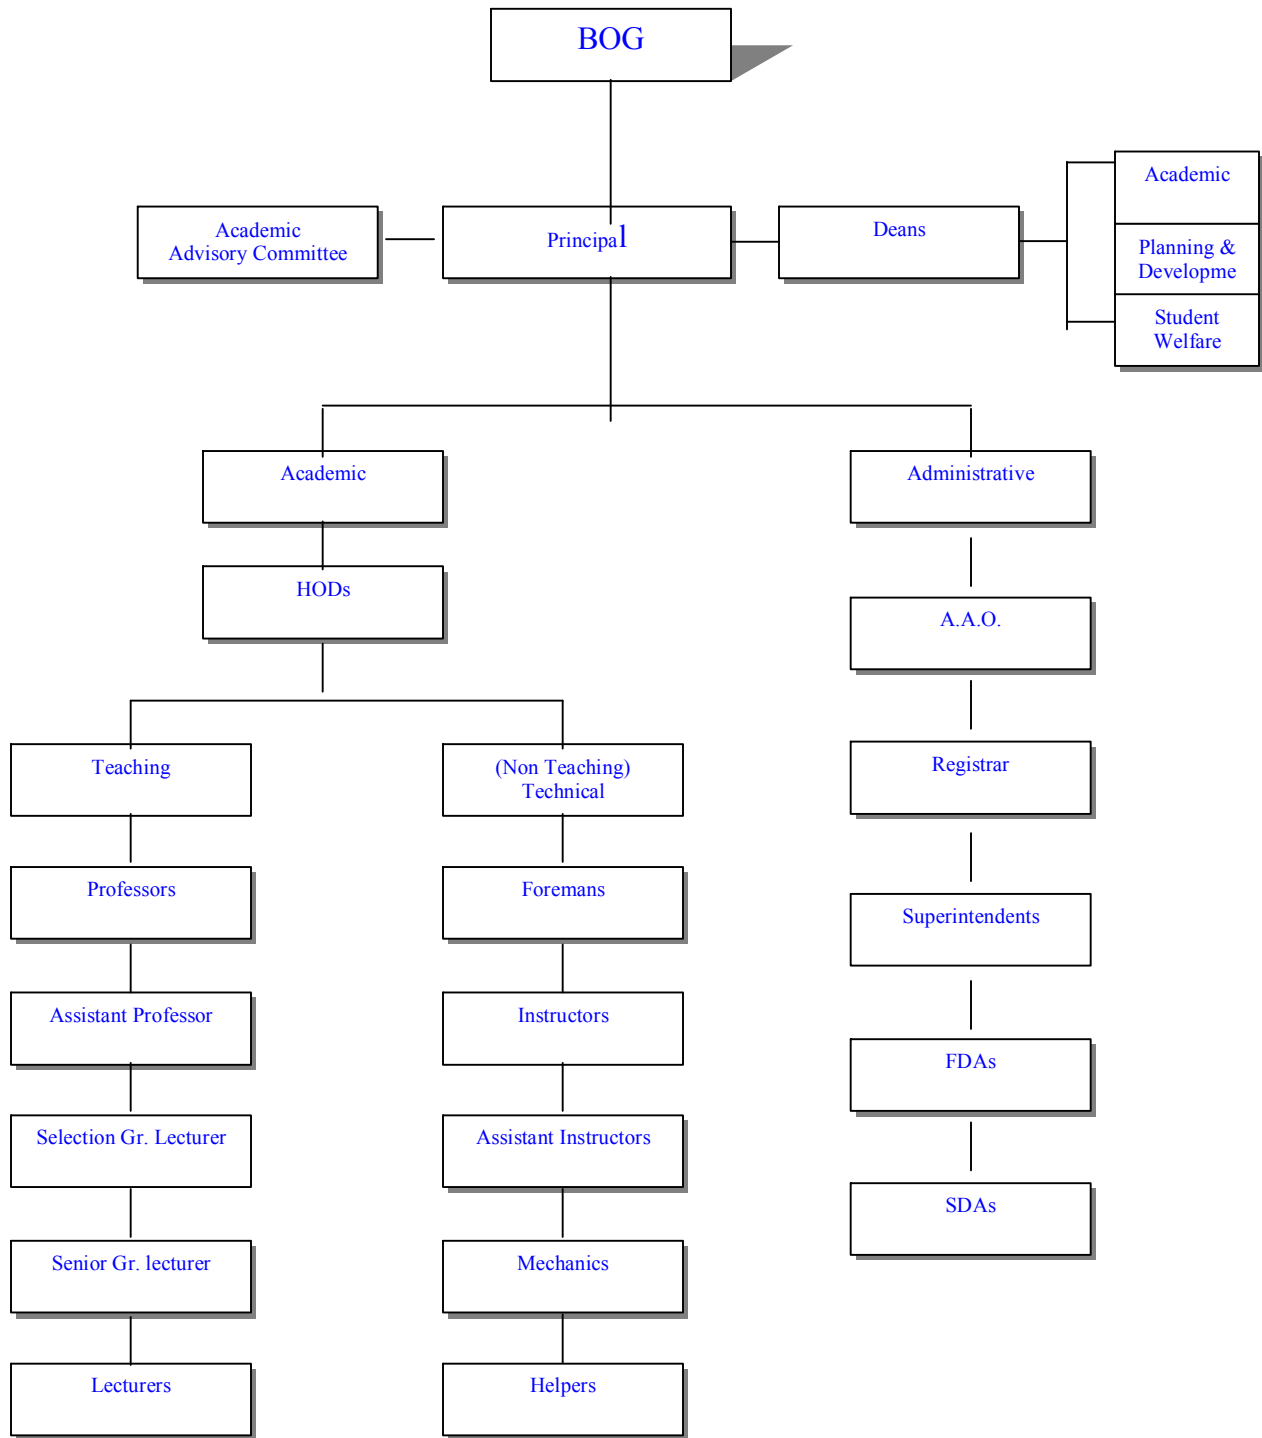 BOG
Academic
Advisory Committee
Principal
Deans
Academic
Planning &
Developme
Student
Welfare
Academic
Administrative
HODs
A.A.O.
Teaching
(Non Teaching)
Technical
Registrar
Professors
Foremans
Superintendents
Assistant Professor
Instructors
FDAs
Selection Gr. Lecturer
Assistant Instructors
SDAs
Senior Gr. lecturer
Mechanics
Lecturers
Helpers